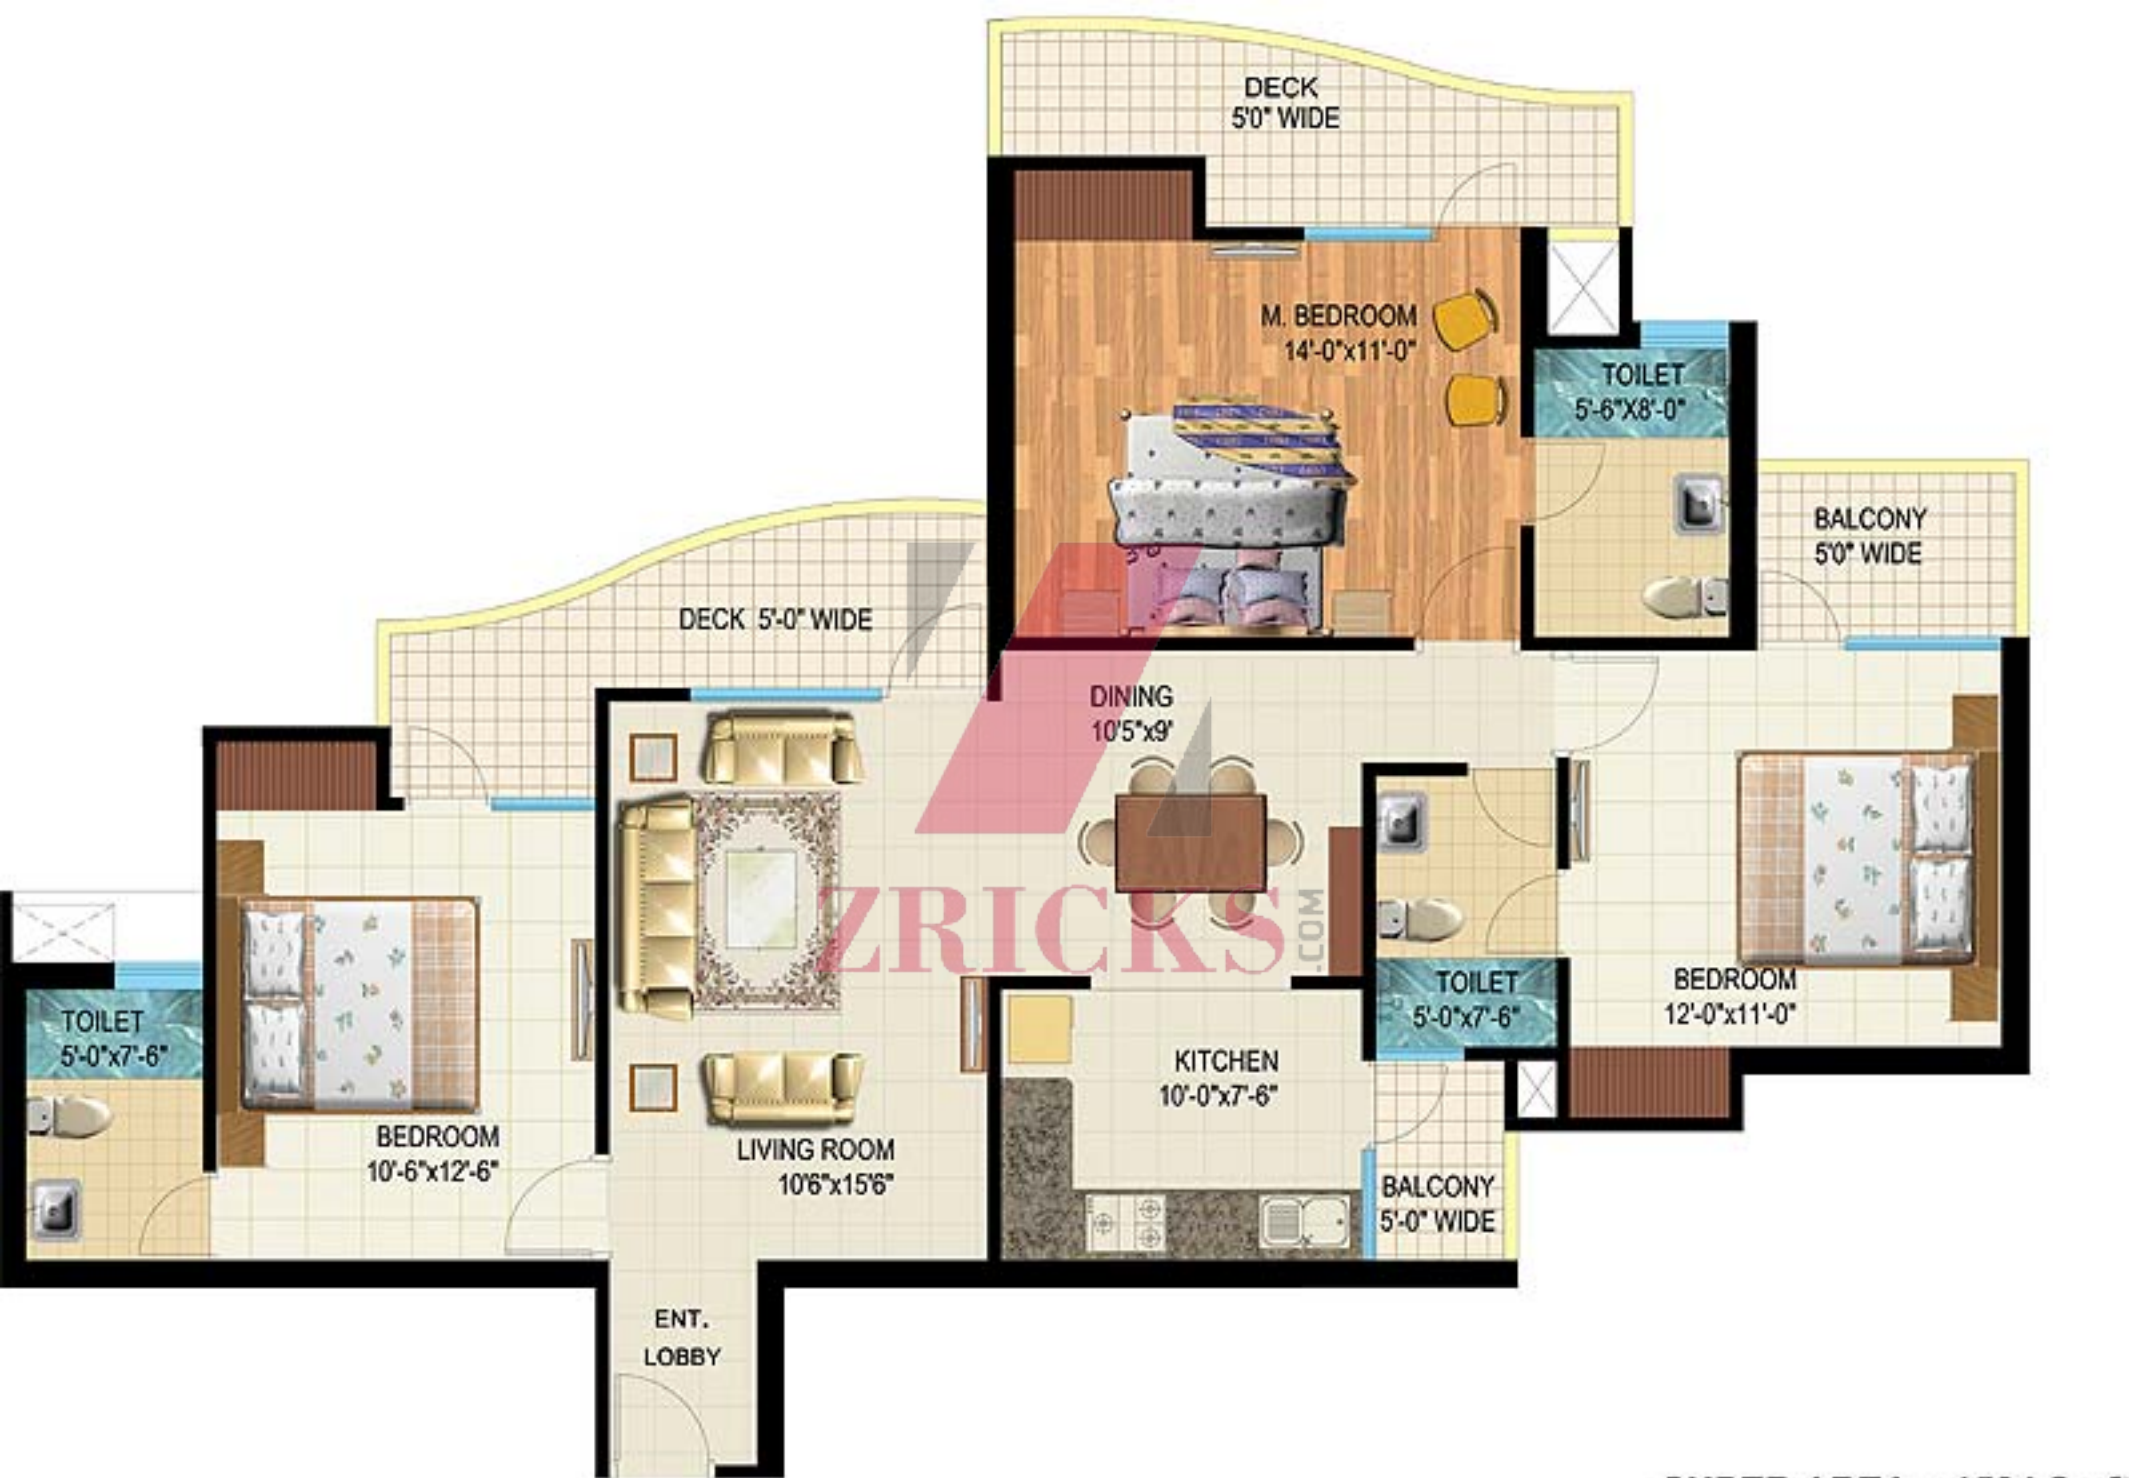 DECK
5'0" WIDE
M. BEDROOM
14'-0"x11'-0"
TOILET
5'-6"X8'-0"
BALCONY
5'0" WIDE
DECK 5'-0" WIDE
DINING
10'5"x9'
ZRICKS
.COM
BEDROOM
12'-0"x11'-0"
TOILET
5'-0"x7'-6"
TOILET
5'-0"x7'-6"
KITCHEN
10'-0"x7'-6"
BEDROOM
10'-6"x12'-6"
LIVING ROOM
10'6"x15'6"
BALCONY
5'-0" WIDE
ENT.
LOBBY